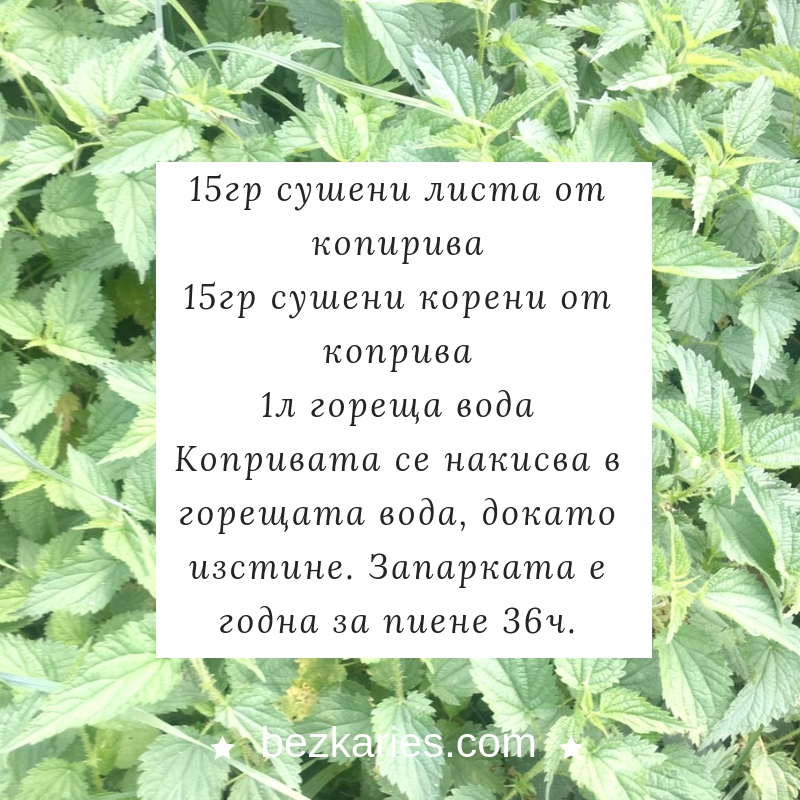 15гр сушени листа от
копирива
15гр сушени корени от
коприва
1л гореща вода
Копривата се накисва в
горещата вода, докато
изстине. Запарката е
годна за пиене 36ч.
★ bezkaries.com ★